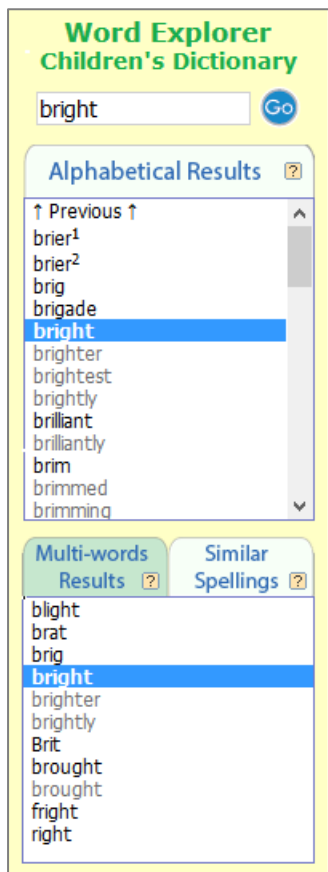 Word Explorer
Children's Dictionary
bright Go
Alphabetical Results ?
↑ Previous ↑
brier¹
brier²
brig
brigade
bright
brighter
brightest
brightly
brilliant
brilliantly
brim
brimmed
brimming
Multi-words Results ?
Similar Spellings ?
blight
brat
brig
bright
brighter
brightly
Brit
brought
brought
fright
right